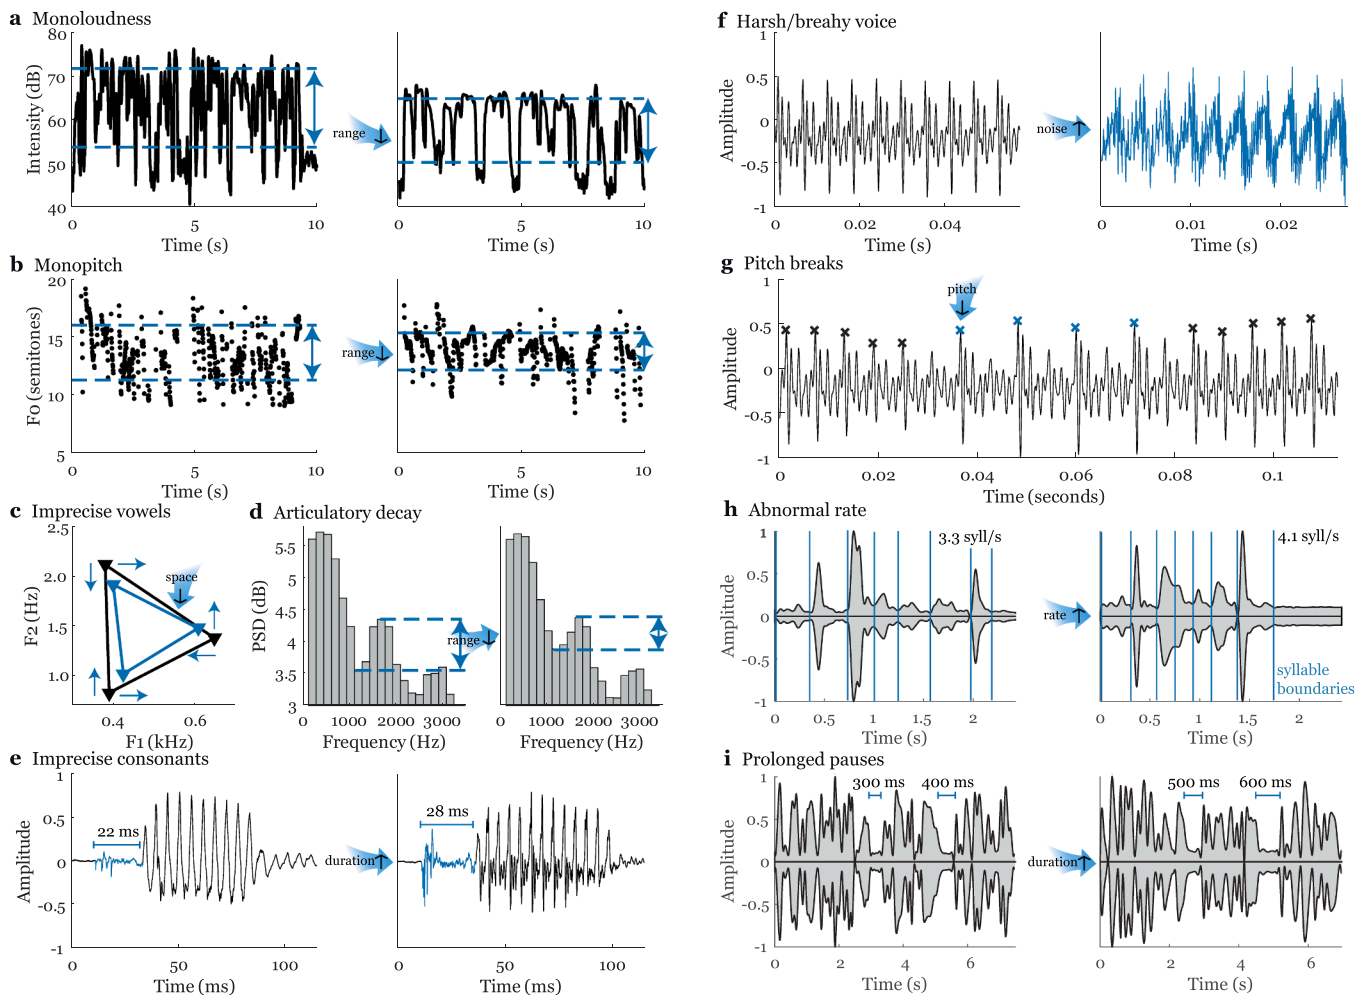 a Monoloudness
80
70
60
50
40
Intensity (dB)
0
5
10
Time (s)
range
0
5
10
Time (s)
b Monopitch
20
15
10
5
F0 (semitones)
0
5
10
Time (s)
range
0
5
10
Time (s)
c Imprecise vowels
2.5
2.0
1.5
1.0
F2 (Hz)
space
0.4
0.6
F1 (kHz)
d Articulatory decay
5.5
4.5
4
3.5
3
PSD (dB)
1000
2000
3000
Frequency (Hz)
range
0
1000
2000
3000
Frequency (Hz)
e Imprecise consonants
1
0.5
0
-0.5
-1
Amplitude
22 ms
0
50
100
Time (ms)
duration
28 ms
0
50
100
Time (ms)
f Harsh/breahy voice
1
0.5
0
-0.5
-1
Amplitude
0
0.02
0.04
Time (s)
noise
0
0.01
0.02
Time (s)
g Pitch breaks
1
0.5
0
-0.5
-1
Amplitude
pitch
0
0.02
0.04
0.06
0.08
0.1
Time (seconds)
h Abnormal rate
1
0.5
0
-0.5
-1
Amplitude
3.3 syll/s
0
0.5
1
1.5
2
Time (s)
rate
4.1 syll/s
syllable
boundaries
0
0.5
1
1.5
2
Time (s)
i Prolonged pauses
1
0.5
0
-0.5
-1
Amplitude
300 ms
400 ms
0
2
4
6
Time (s)
duration
500 ms
600 ms
0
2
4
6
Time (s)